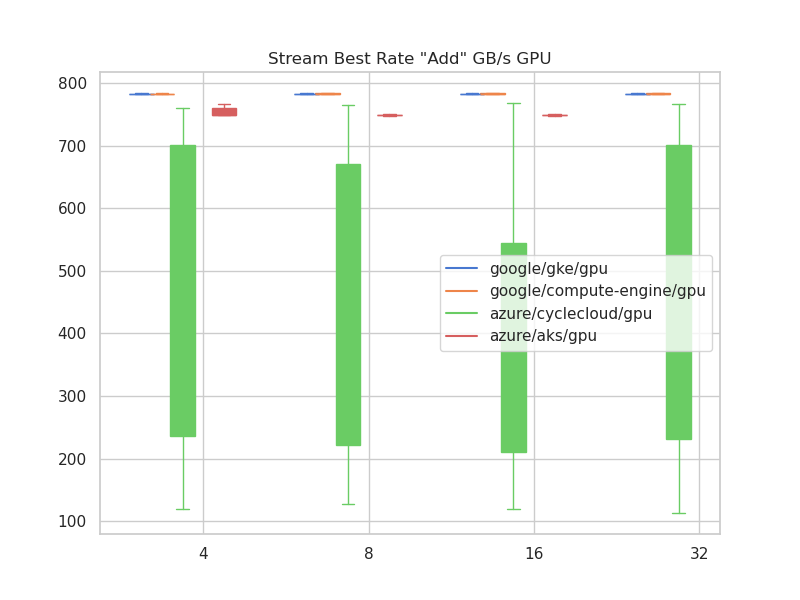 Stream Best Rate "Add" GB/s GPU
800
700
600
500
400
300
200
100
google/gke/gpu
google/compute-engine/gpu
azure/cyclecloud/gpu
azure/aks/gpu
4 8 16 32